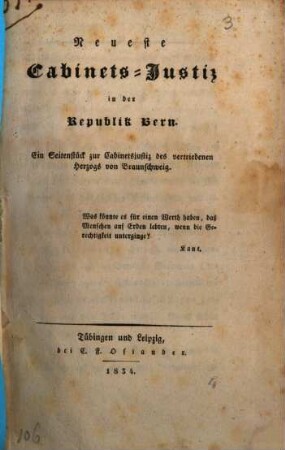 3.
Neueste
Cabinets-Justiz
in der
Republik Bern.
Ein Seitenstück zur Cabinetsjustiz des vertriebenen
Herzogs von Braunschweig.
Was könnte es für einen Werth haben, daß
Menschen auf Erden lebten, wenn die Ge-
rechtigkeit unterginge?
Kant.
Tübingen und Leipzig,
bei C. F. Osiander.
1834.
106